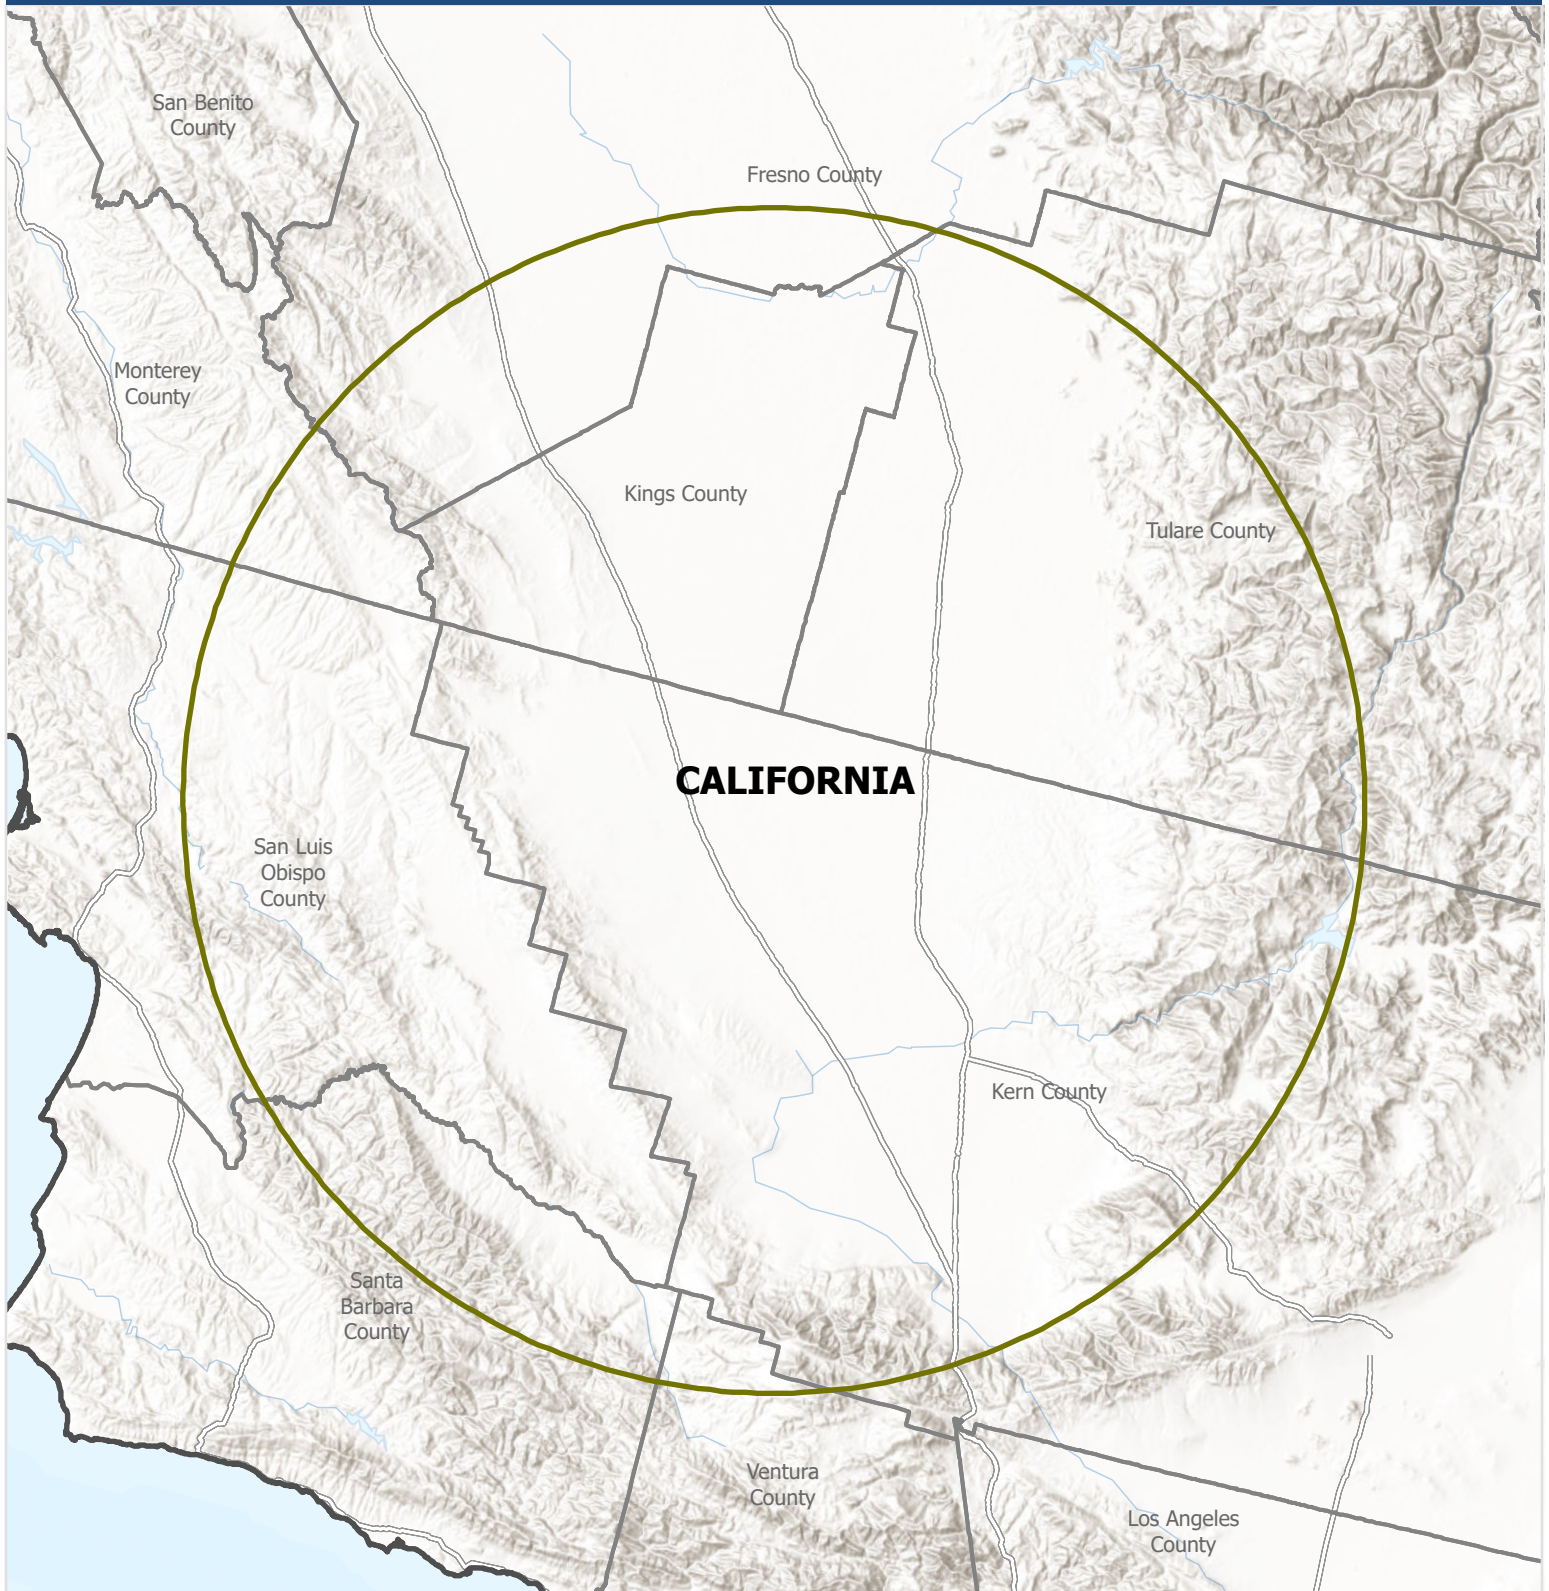 San Benito
County
Fresno County
Monterey
County
Kings County
Tulare County
CALIFORNIA
San Luis
Obispo
County
Kern County
Santa
Barbara
County
Ventura
County
Los Angeles
County